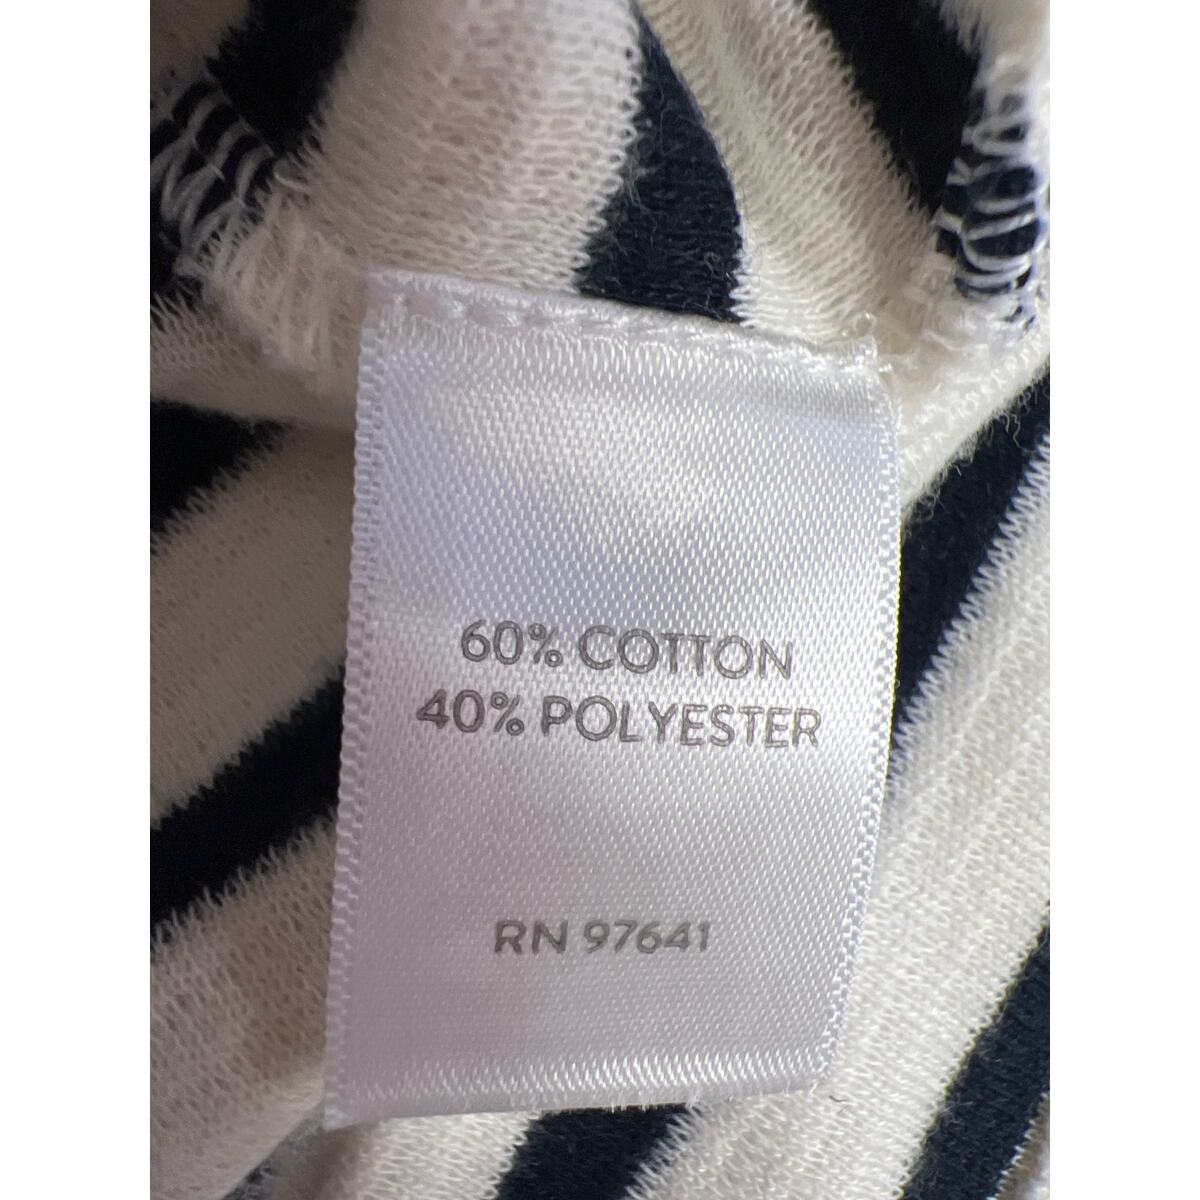 60% COTTON
40% POLYESTER
RN 97641